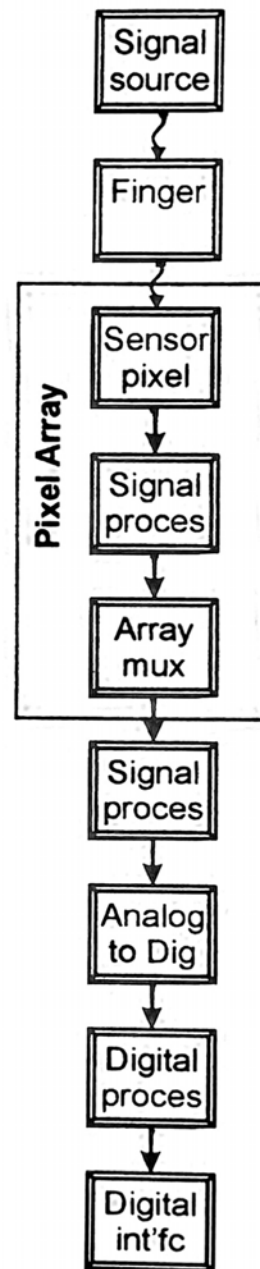 Signal
source
Finger
Pixel Array
Sensor
pixel
Signal
proces
Array
mux
Signal
proces
Analog
to Dig
Digital
proces
Digital
int'fc